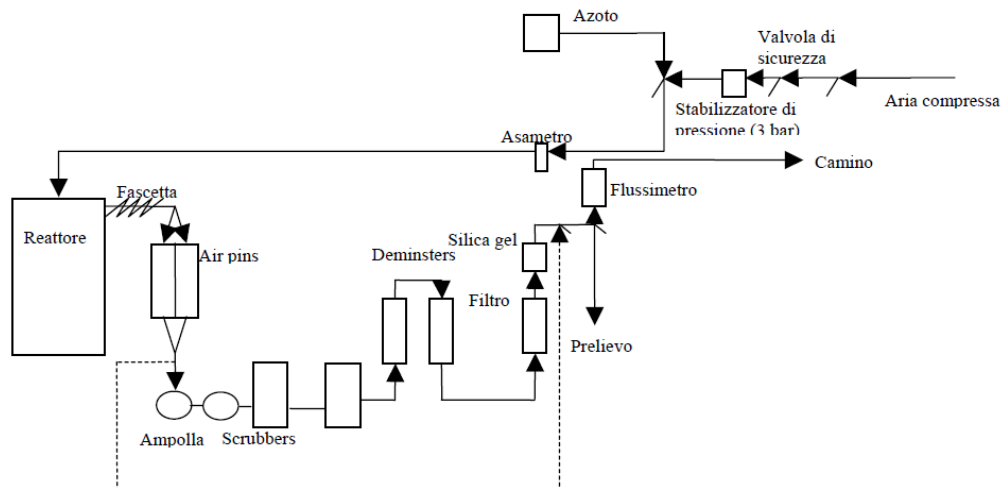 Azoto
Valvola di
sicurezza
Aria compressa
Stabilizzatore di
pressione (3 bar)
Asametro
Camino
Fascetta
Flussimetro
Reattore
Silica gel
Air pins
Deminsters
Filtro
Prelievo
Ampolla
Scrubbers